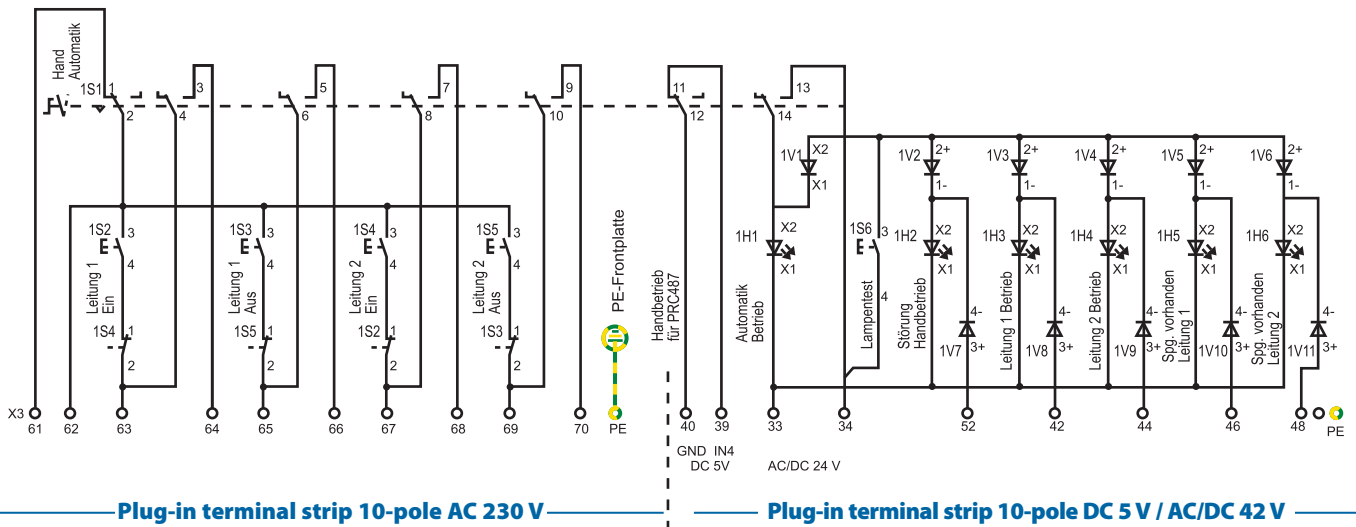 Hand
Automatik
1S1
1
2
3
4
5
6
7
8
9
10
11
12
13
14
1V1
X2
X1
1V2
2+
1-
1V3
2+
1-
1V4
2+
1-
1V5
2+
1-
1V6
2+
1-
1S2
3
4
Leitung 1
Ein
1S4
1
2
1S3
3
4
Leitung 1
Aus
1S5
1
2
1S4
3
4
Leitung 2
Ein
1S2
1
2
1S5
3
4
Leitung 2
Aus
1S3
1
2
PE-Frontplatte
Handbetrieb
für PRC487
1H1
X2
X1
Automatik
Betrieb
1S6
3
4
Lampentest
1H2
X2
X1
Störung
Handbetrieb
1H3
X2
X1
Leitung 1 Betrieb
1H4
X2
X1
Leitung 2 Betrieb
1H5
X2
X1
Spg. vorhanden
Leitung 1
1H6
X2
X1
Spg. vorhanden
Leitung 2
4-
1V7
3+
4-
1V8
3+
4-
1V9
3+
4-
1V10
3+
4-
1V11
3+
X3
61
62
63
64
65
66
67
68
69
70
PE
40
39
33
34
52
42
44
46
48
PE
GND IN4
DC 5V
AC/DC 24 V
Plug-in terminal strip 10-pole AC 230 V
Plug-in terminal strip 10-pole DC 5 V / AC/DC 42 V